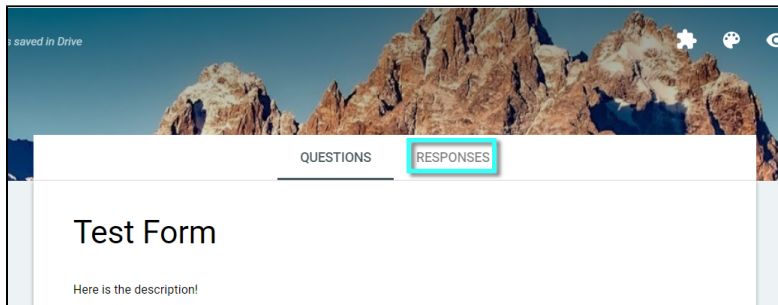 s saved in Drive
QUESTIONS RESPONSES
Test Form
Here is the description!